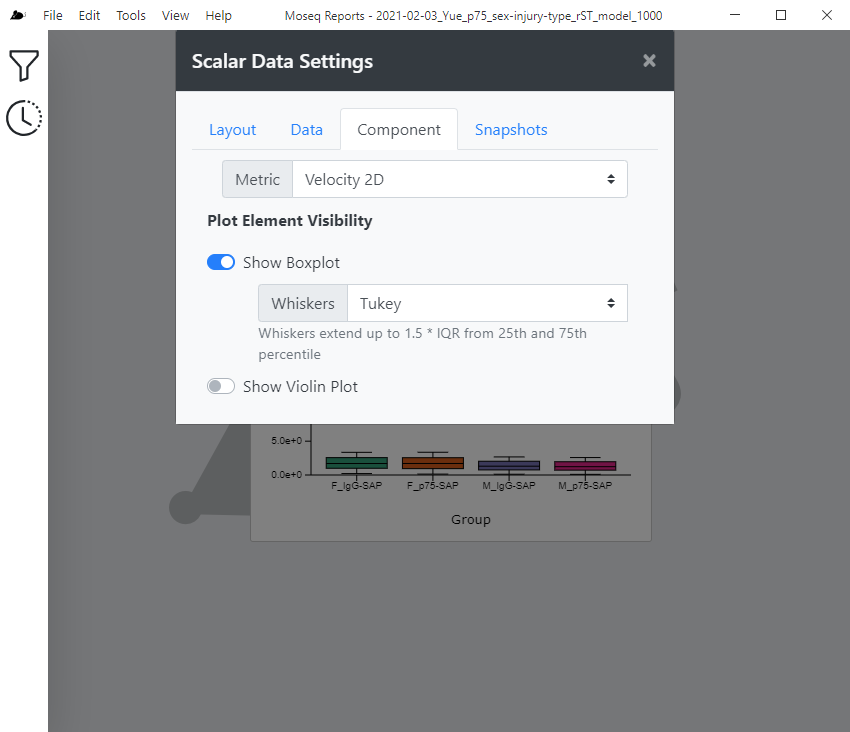 File Edit Tools View Help Moseq Reports - 2021-02-03_Yue_p75_sex-injury-type_rST_model_1000
Scalar Data Settings ×
Layout Data Component Snapshots
Metric Velocity 2D
Plot Element Visibility
Show Boxplot
Whiskers Tukey
Whiskers extend up to 1.5 * IQR from 25th and 75th
percentile
Show Violin Plot
5.0e+0
0.0e+0
F_IgG-SAP F_p75-SAP M_IgG-SAP M_p75-SAP
Group